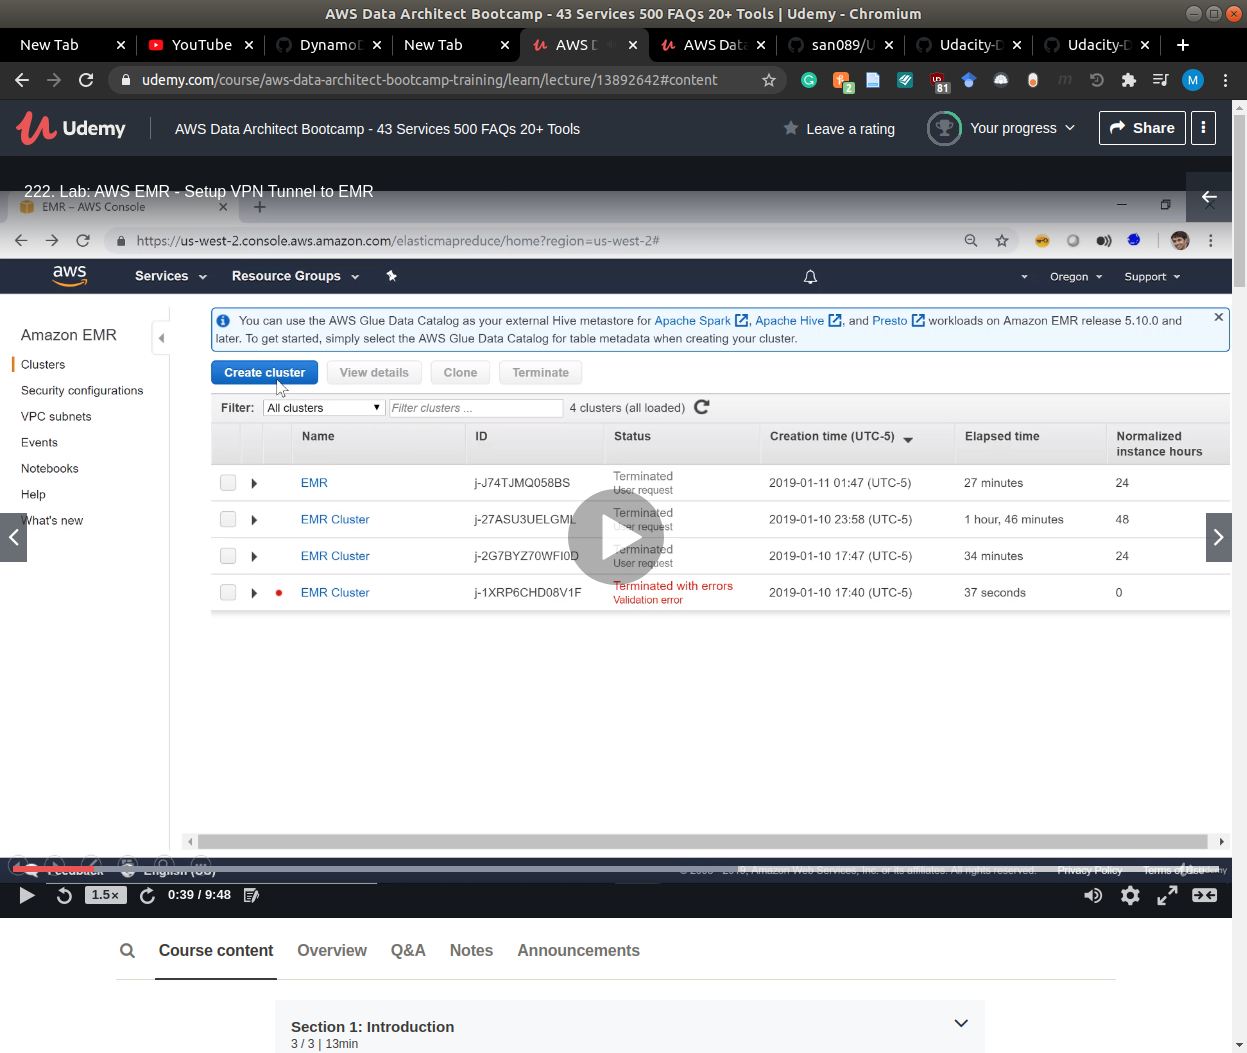 AWS Data Architect Bootcamp - 43 Services 500 FAQs 20+ Tools | Udemy - Chromium
New Tab
YouTube
Dynamo
New Tab
AWS D
AWS Data
san089/U
Udacity-D
Udacity-D
udemy.com/course/aws-data-architect-bootcamp-training/learn/lecture/13892642#content
2
81
M
Udemy
AWS Data Architect Bootcamp - 43 Services 500 FAQs 20+ Tools
Leave a rating
Your progress
Share
222. Lab: AWS EMR - Setup VPN Tunnel to EMR
EMR – AWS Console
https://us-west-2.console.aws.amazon.com/elasticmapreduce/home?region=us-west-2#
aws
Services
Resource Groups
Oregon
Support
Amazon EMR
Clusters
Security configurations
VPC subnets
Events
Notebooks
Help
What's new
You can use the AWS Glue Data Catalog as your external Hive metastore for Apache Spark, Apache Hive, and Presto workloads on Amazon EMR release 5.10.0 and
later. To get started, simply select the AWS Glue Data Catalog for table metadata when creating your cluster.
Create cluster
View details
Clone
Terminate
Filter:
All clusters
Filter clusters ...
4 clusters (all loaded)
Name
ID
Status
Creation time (UTC-5)
Elapsed time
Normalized
instance hours
EMR
j-J74TJMQ058BS
Terminated
User request
2019-01-11 01:47 (UTC-5)
27 minutes
24
EMR Cluster
j-27ASU3UELGML
Terminated
User request
2019-01-10 23:58 (UTC-5)
1 hour, 46 minutes
48
EMR Cluster
j-2G7BYZ70WFI0D
Terminated
User request
2019-01-10 17:47 (UTC-5)
34 minutes
24
EMR Cluster
j-1XRP6CHD08V1F
Terminated with errors
Validation error
2019-01-10 17:40 (UTC-5)
37 seconds
0
Feedback
English (US)
Amazon Web Services, Inc. or its affiliates. All rights reserved.
Privacy Policy
Terms of Use
1.5×
0:39 / 9:48
Course content
Overview
Q&A
Notes
Announcements
Section 1: Introduction
3 / 3 | 13min